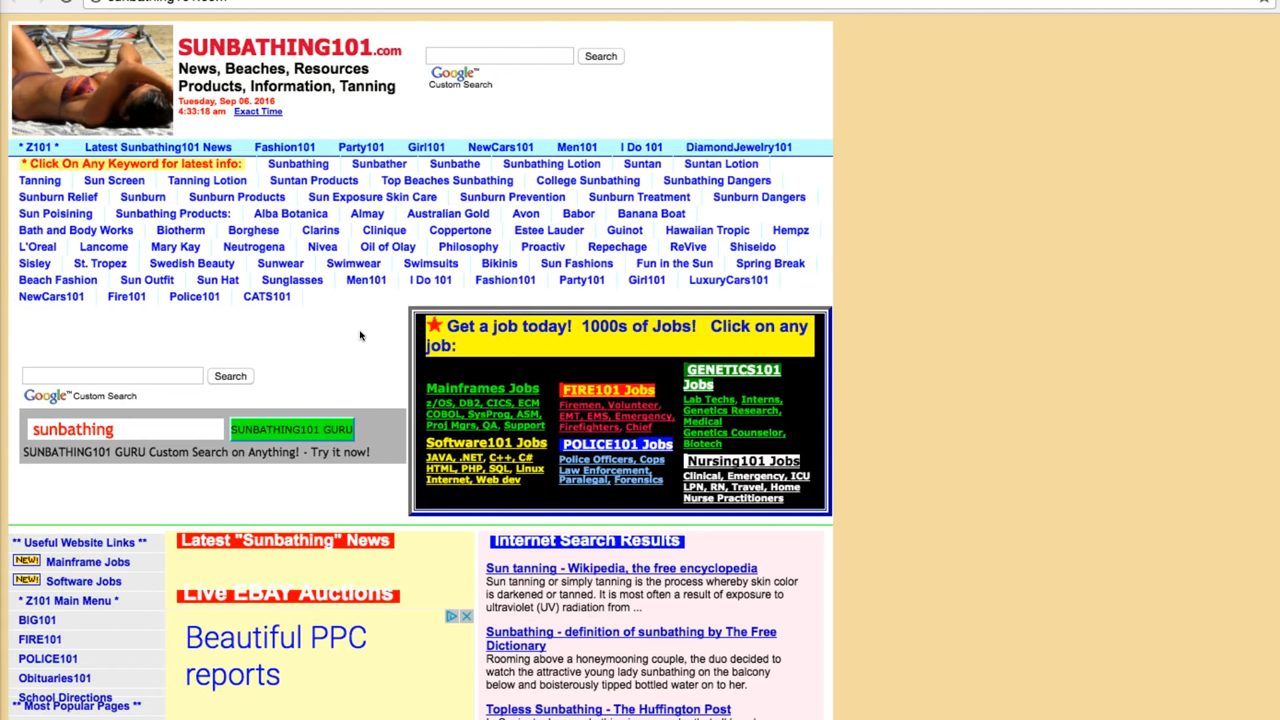 SUNBATHING101.com
News, Beaches, Resources
Products, Information, Tanning
Tuesday, Sep 06. 2016
4:33:18 am Exact Time
Search
Google™
Custom Search
* Z101 * Latest Sunbathing101 News Fashion101 Party101 Girl101 NewCars101 Men101 I Do 101 DiamondJewelry101
* Click On Any Keyword for latest info: Sunbathing Sunbather Sunbathe Sunbathing Lotion Suntan Suntan Lotion
Tanning Sun Screen Tanning Lotion Suntan Products Top Beaches Sunbathing College Sunbathing Sunbathing Dangers
Sunburn Relief Sunburn Sunburn Products Sun Exposure Skin Care Sunburn Prevention Sunburn Treatment Sunburn Dangers
Sun Poisining Sunbathing Products: Alba Botanica Almay Australian Gold Avon Babor Banana Boat
Bath and Body Works Biotherm Borghese Clarins Clinique Coppertone Estee Lauder Guinot Hawaiian Tropic Hempz
L'Oreal Lancome Mary Kay Neutrogena Nivea Oil of Olay Philosophy Proactiv Repechage ReVive Shiseido
Sisley St. Tropez Swedish Beauty Sunwear Swimwear Swimsuits Bikinis Sun Fashions Fun in the Sun Spring Break
Beach Fashion Sun Outfit Sun Hat Sunglasses Men101 I Do 101 Fashion101 Party101 Girl101 LuxuryCars101
NewCars101 Fire101 Police101 CATS101
Search
Google™ Custom Search
sunbathing SUNBATHING101 GURU
SUNBATHING101 GURU Custom Search on Anything! - Try it now!
Get a job today! 1000s of Jobs! Click on any
job:
Mainframes Jobs
z/OS, DB2, CICS, ECM
COBOL, SysProg, ASM,
Proj Mgrs, QA, Support
Software101 Jobs
JAVA, .NET, C++, C#
HTML, PHP, SQL, Linux
Internet, Web dev
FIRE101 Jobs
Firemen, Volunteer,
EMT, EMS, Emergency,
Firefighters, Chief
POLICE101 Jobs
Police Officers, Cops
Law Enforcement,
Paralegal, Forensics
GENETICS101
Jobs
Lab Techs, Interns,
Genetics Research,
Medical
Genetics Counselor,
Biotech
Nursing101 Jobs
Clinical, Emergency, ICU
LPN, RN, Travel, Home
Nurse Practitioners
** Useful Website Links **
NEW! Mainframe Jobs
NEW! Software Jobs
* Z101 Main Menu *
BIG101
FIRE101
POLICE101
Obituaries101
School Directions
** Most Popular Pages **
Latest "Sunbathing" News
Live EBAY Auctions
Beautiful PPC
reports
Internet Search Results
Sun tanning - Wikipedia, the free encyclopedia
Sun tanning or simply tanning is the process whereby skin color
is darkened or tanned. It is most often a result of exposure to
ultraviolet (UV) radiation from ...
Sunbathing - definition of sunbathing by The Free
Dictionary
Rooming above a honeymooning couple, the duo decided to
watch the attractive young lady sunbathing on the balcony
below and boisterously tipped bottled water on to her.
Topless Sunbathing - The Huffington Post